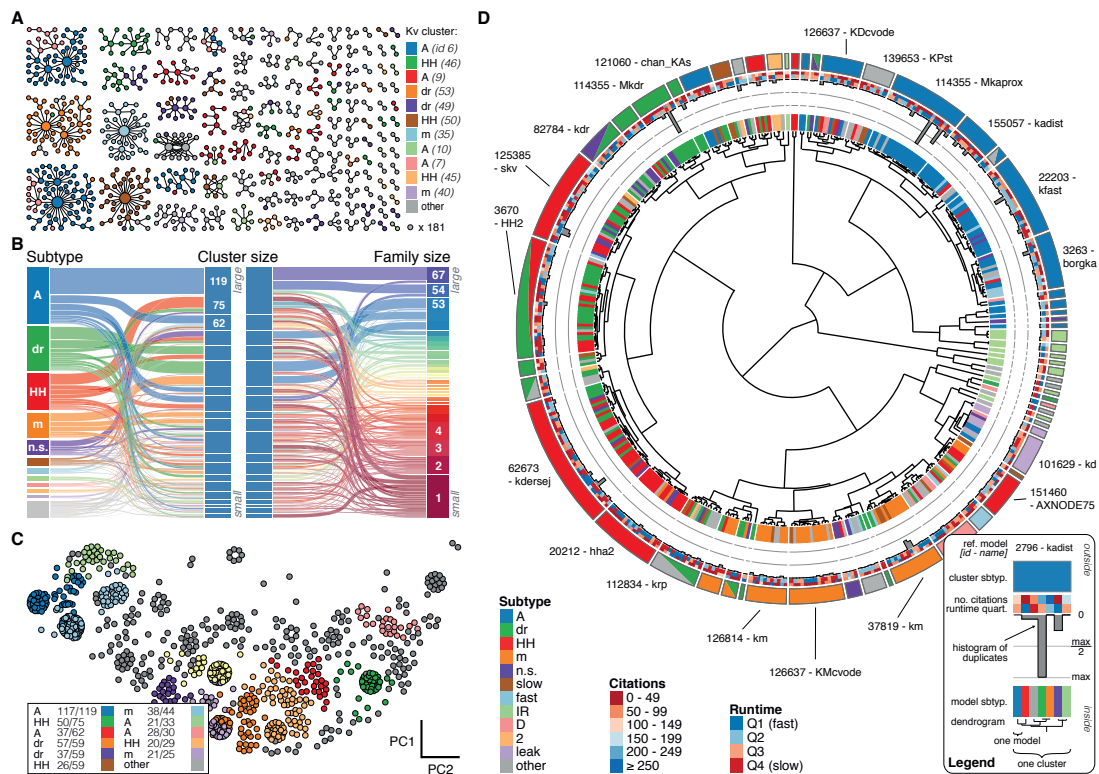 A
Kv cluster:
A (id 6)
HH (46)
A (9)
dr (53)
dr (49)
HH (50)
m (35)
A (10)
A (7)
HH (45)
m (40)
other
x 181
B
Subtype
Cluster size
Family size
A
dr
HH
m
n.s.
119
75
62
large
small
67
54
53
4
3
2
1
large
small
C
A 117/119
HH 50/75
A 37/62
dr 57/59
dr 37/59
HH 26/59
m 38/44
A 21/33
A 28/30
HH 20/29
m 21/25
other
PC1
PC2
D
126637 - KDcvode
139653 - KPst
114355 - Mkaprox
155057 - kadist
22203 -
kfast
3263 -
borgka
101629 - kd
151460
- AXNODE75
37819 - km
126637 - KMcvode
126814 - km
112834 - krp
20212 - hha2
62673
- kdersej
3670
- HH2
125385
- skv
82784 - kdr
114355 - Mkdr
121060 - chan_KAs
Subtype
A
dr
HH
m
n.s.
slow
fast
IR
D
2
leak
other
Citations
0 - 49
50 - 99
100 - 149
150 - 199
200 - 249
≥ 250
Runtime
Q1 (fast)
Q2
Q3
Q4 (slow)
ref. model
[id - name]
2796 - kadist
outside
cluster sbtyp.
no. citations
runtime quart.
0
histogram of
duplicates
max
2
max
model sbtyp.
inside
dendrogram
one model
one cluster
Legend